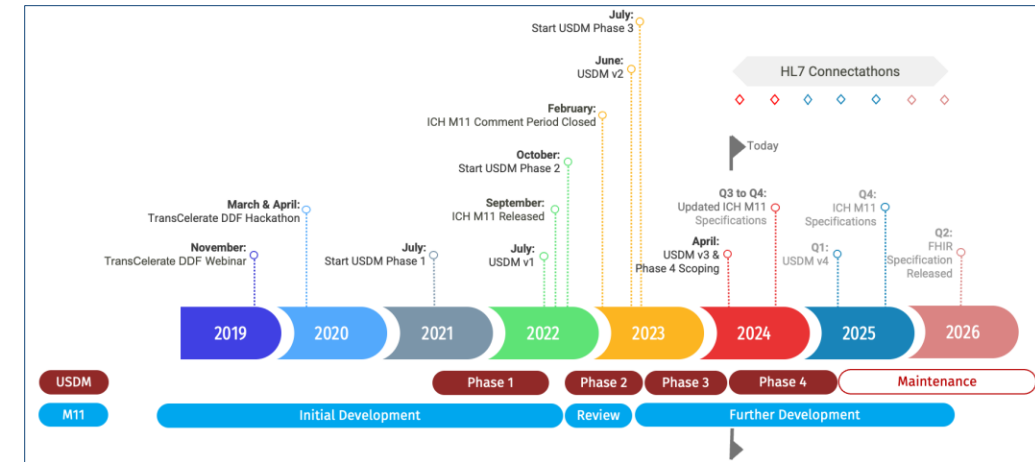 July:
Start USDM Phase 3
June:
USDM v2
HL7 Connectathons
February:
ICH M11 Comment Period Closed
Today
October:
Start USDM Phase 2
March & April:
TransCelerate DDF Hackathon
September:
ICH M11 Released
Q3 to Q4:
Updated ICH M11
Specifications
Q4:
ICH M11
Specifications
November:
TransCelerate DDF Webinar
July:
Start USDM Phase 1
July:
USDM v1
April:
USDM v3 &
Phase 4 Scoping
Q1:
USDM v4
Q2:
FHIR
Specification
Released
2019
2020
2021
2022
2023
2024
2025
2026
USDM
Phase 1
Phase 2
Phase 3
Phase 4
Maintenance
M11
Initial Development
Review
Further Development